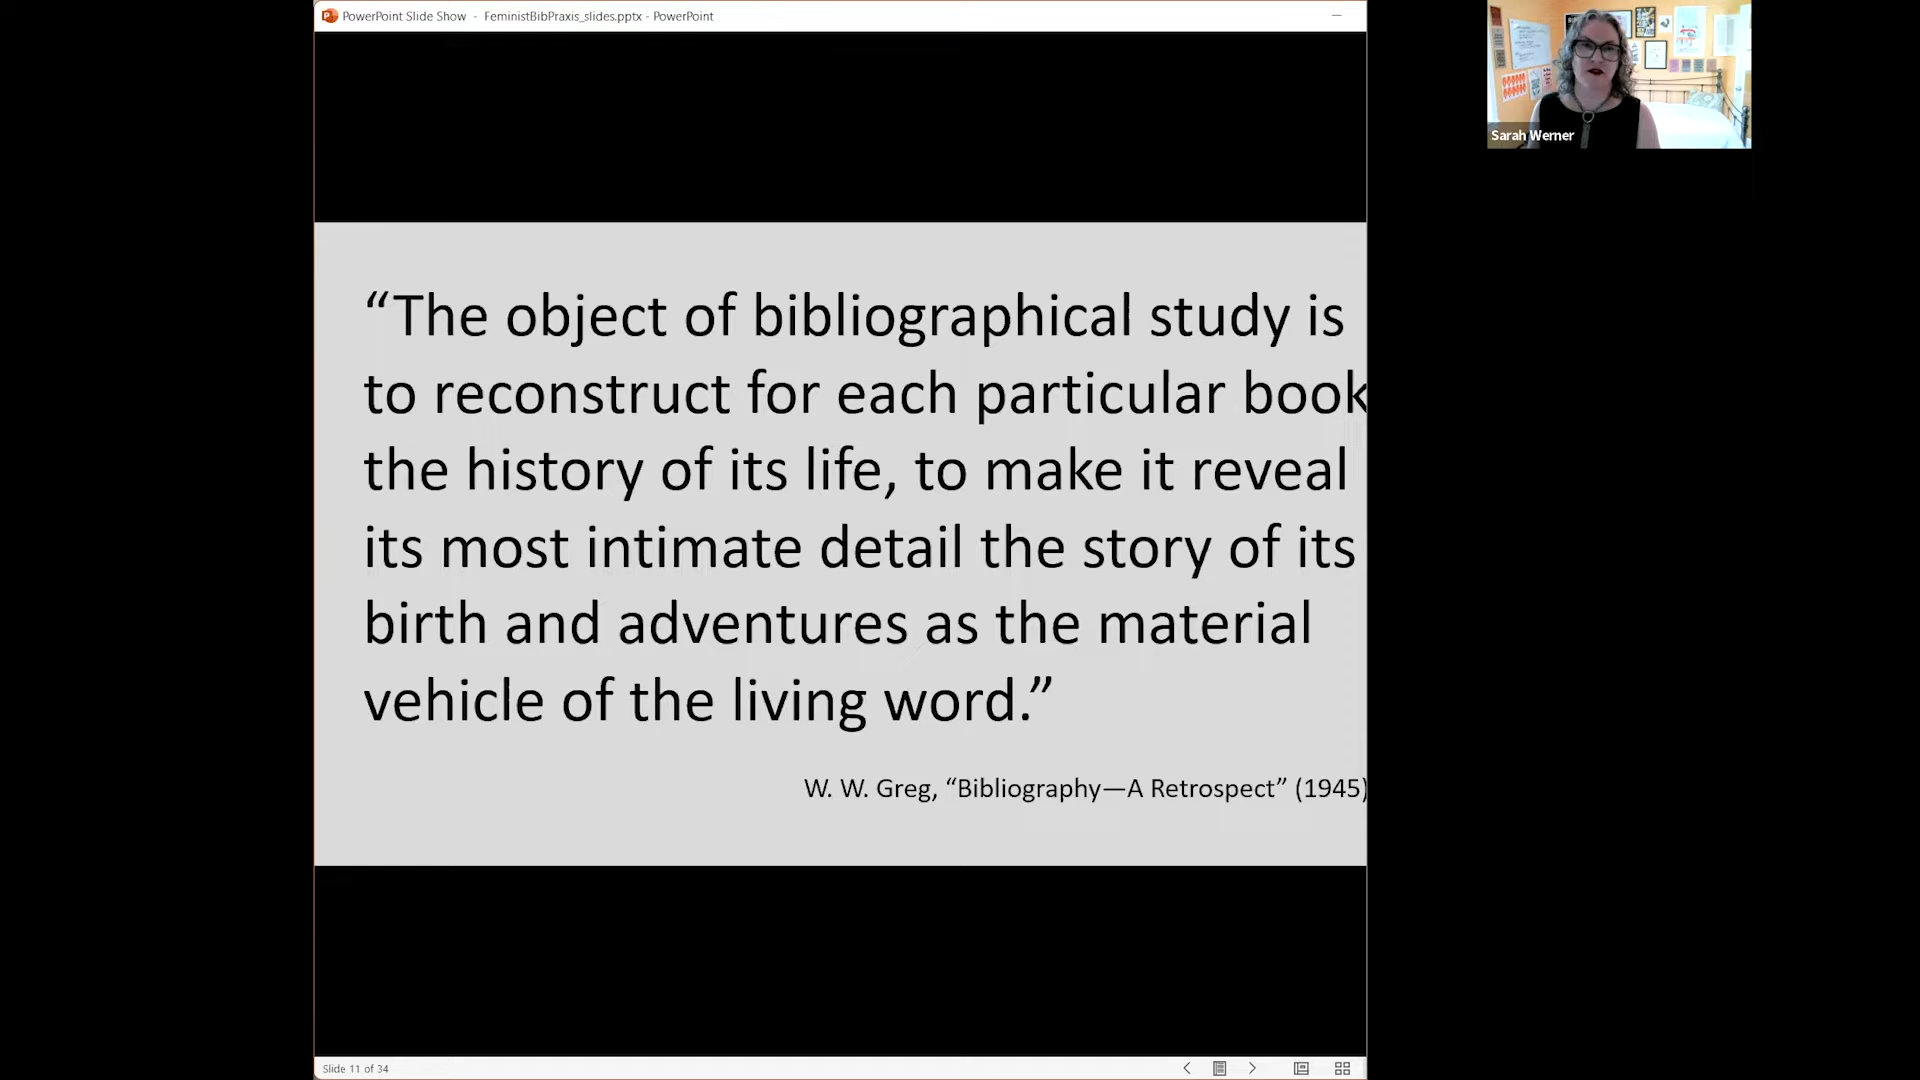 PowerPoint Slide Show - FeministBibPraxis_slides.pptx - PowerPoint
Sarah Werner
“The object of bibliographical study is
to reconstruct for each particular book
the history of its life, to make it reveal
its most intimate detail the story of its
birth and adventures as the material
vehicle of the living word.”
W. W. Greg, “Bibliography—A Retrospect” (1945)
Slide 11 of 34